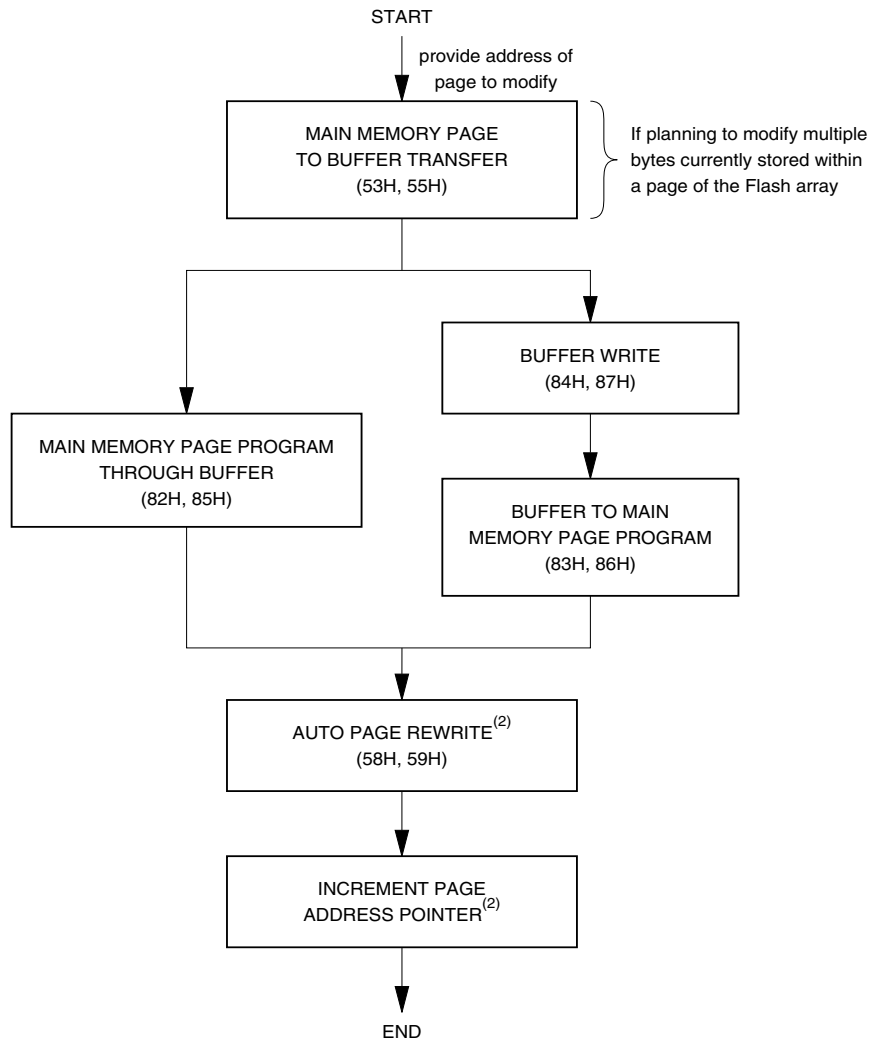 START
provide address of
page to modify
MAIN MEMORY PAGE
TO BUFFER TRANSFER
(53H, 55H)
If planning to modify multiple
bytes currently stored within
a page of the Flash array
BUFFER WRITE
(84H, 87H)
MAIN MEMORY PAGE PROGRAM
THROUGH BUFFER
(82H, 85H)
BUFFER TO MAIN
MEMORY PAGE PROGRAM
(83H, 86H)
AUTO PAGE REWRITE(2)
(58H, 59H)
INCREMENT PAGE
ADDRESS POINTER(2)
END